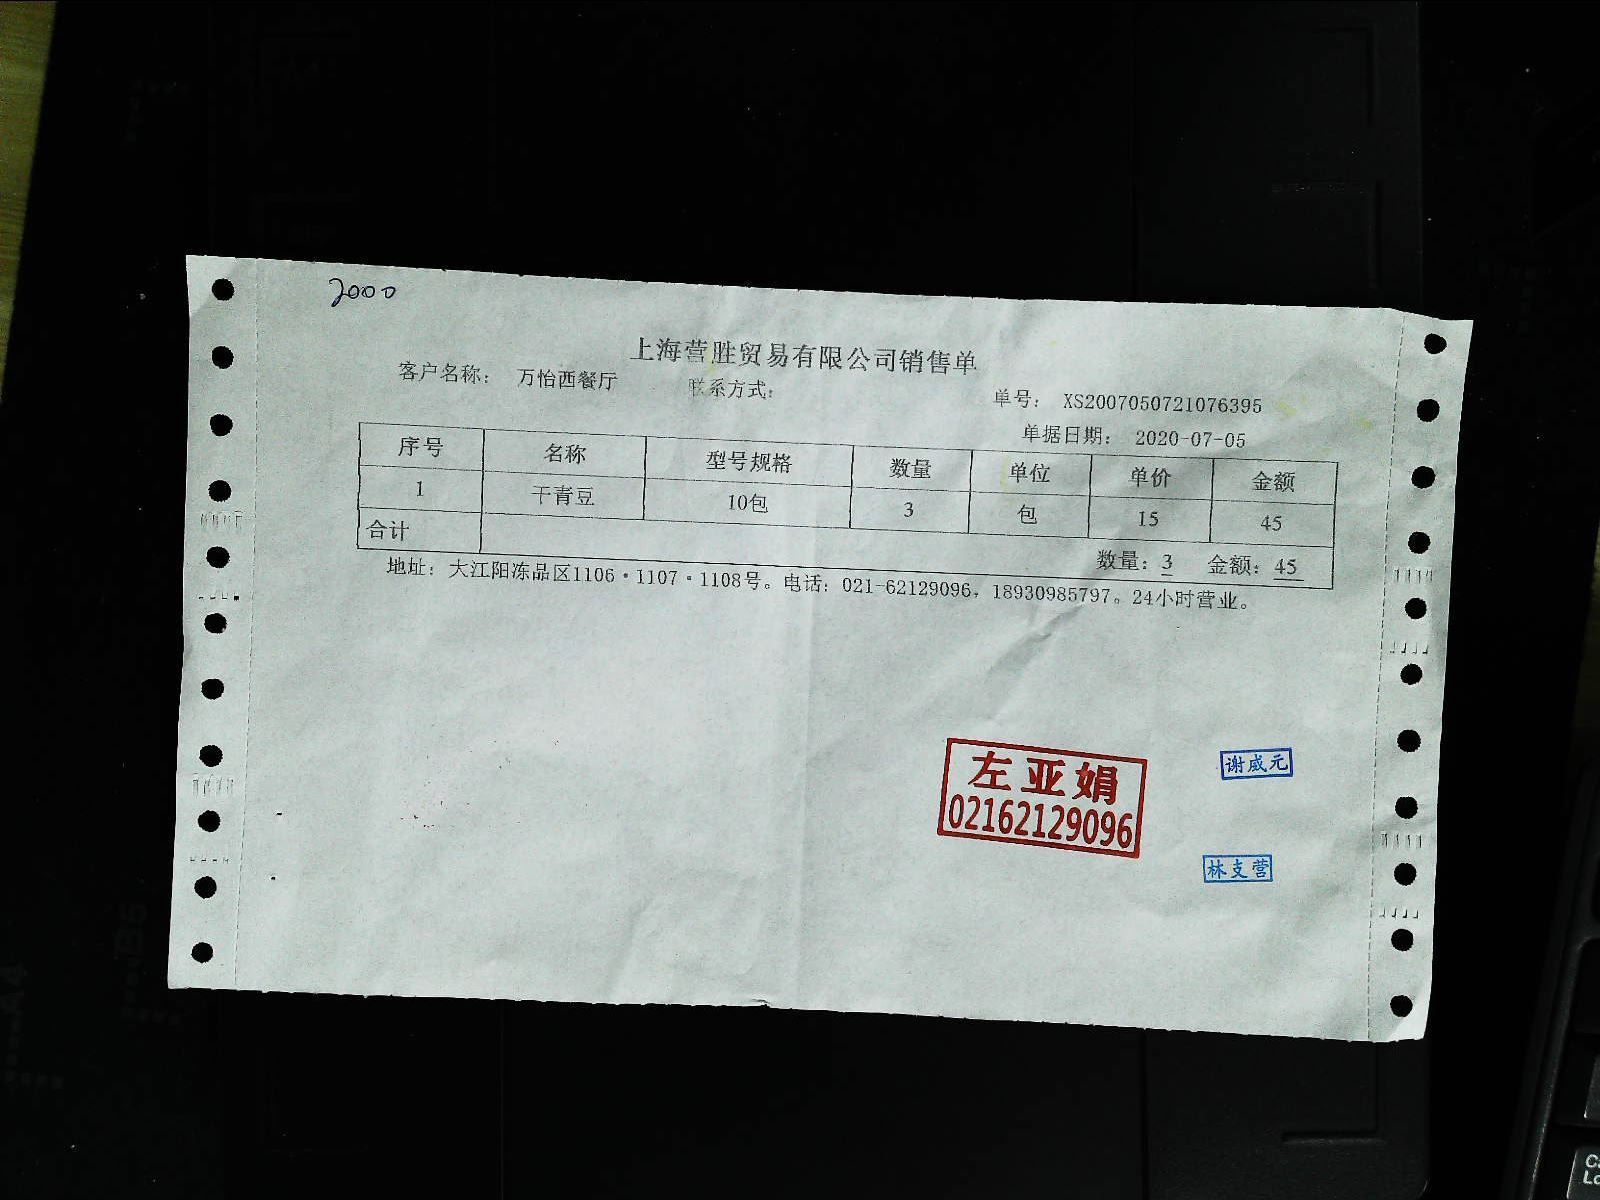 2000
上海营胜贸易有限公司销售单
客户名称： 万怡西餐厅 联系方式： 单号： XS2007050721076395
单据日期： 2020-07-05
序号 名称 型号规格 数量 单位 单价 金额
1 干青豆 10包 3 包 15 45
合计 数量：3 金额：45
地址：大江阳冻品区1106·1107·1108号。电话：021-62129096，18930985797。24小时营业。
左亚娟
02162129096
谢威元
林支营
A4
B5